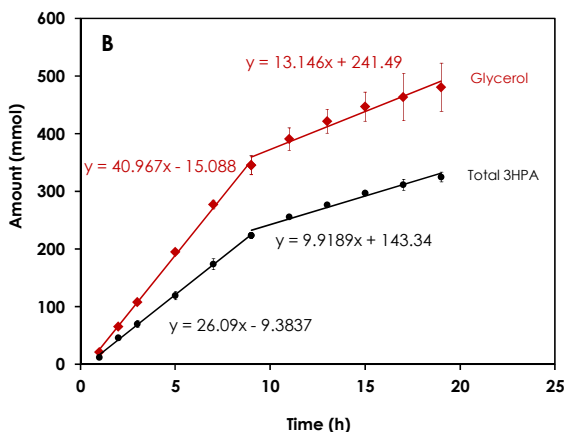 B
y = 13.146x + 241.49
Glycerol
y = 40.967x - 15.088
Total 3HPA
y = 9.9189x + 143.34
y = 26.09x - 9.3837
Amount (mmol)
600
500
400
300
200
100
0
0 5 10 15 20 25
Time (h)